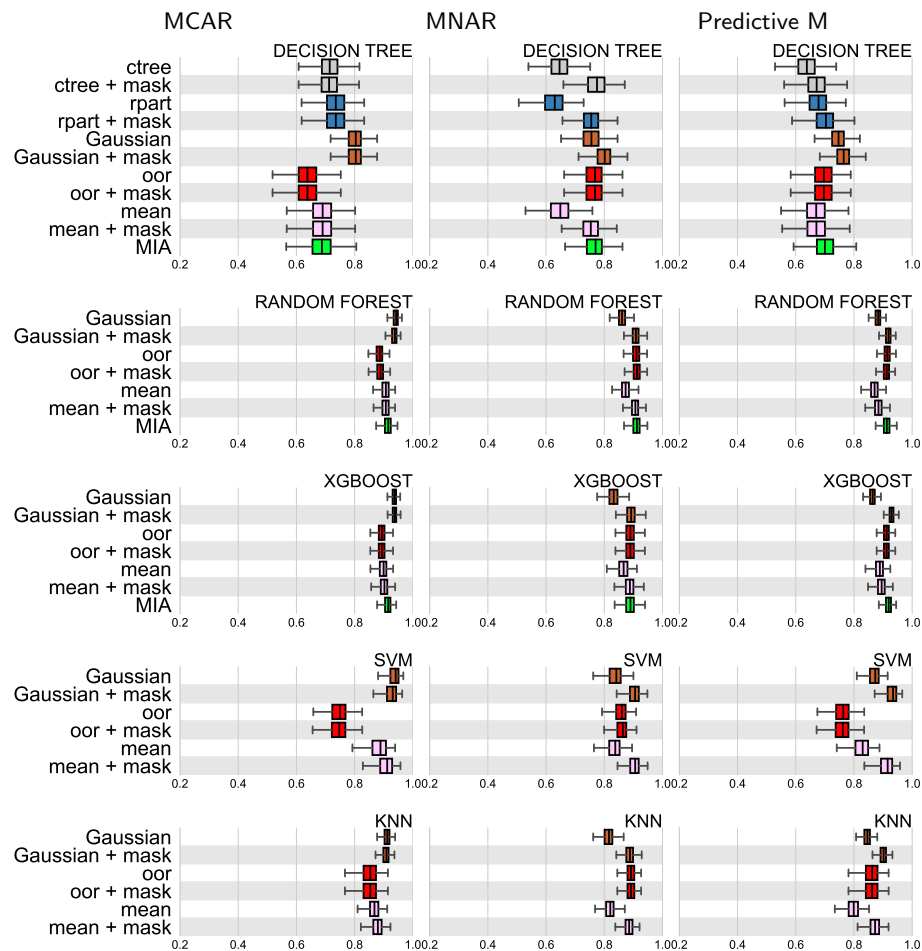 MCAR MNAR Predictive M
DECISION TREE DECISION TREE DECISION TREE
ctree
ctree + mask
rpart
rpart + mask
Gaussian
Gaussian + mask
oor
oor + mask
mean
mean + mask
MIA
0.2 0.4 0.6 0.8 1.0 0.2 0.4 0.6 0.8 1.0 0.2 0.4 0.6 0.8 1.0
RANDOM FOREST RANDOM FOREST RANDOM FOREST
Gaussian
Gaussian + mask
oor
oor + mask
mean
mean + mask
MIA
0.2 0.4 0.6 0.8 1.0 0.2 0.4 0.6 0.8 1.0 0.2 0.4 0.6 0.8 1.0
XGBOOST XGBOOST XGBOOST
Gaussian
Gaussian + mask
oor
oor + mask
mean
mean + mask
MIA
0.2 0.4 0.6 0.8 1.0 0.2 0.4 0.6 0.8 1.0 0.2 0.4 0.6 0.8 1.0
SVM SVM SVM
Gaussian
Gaussian + mask
oor
oor + mask
mean
mean + mask
0.2 0.4 0.6 0.8 1.0 0.2 0.4 0.6 0.8 1.0 0.2 0.4 0.6 0.8 1.0
KNN KNN KNN
Gaussian
Gaussian + mask
oor
oor + mask
mean
mean + mask
0.2 0.4 0.6 0.8 1.0 0.2 0.4 0.6 0.8 1.0 0.2 0.4 0.6 0.8 1.0